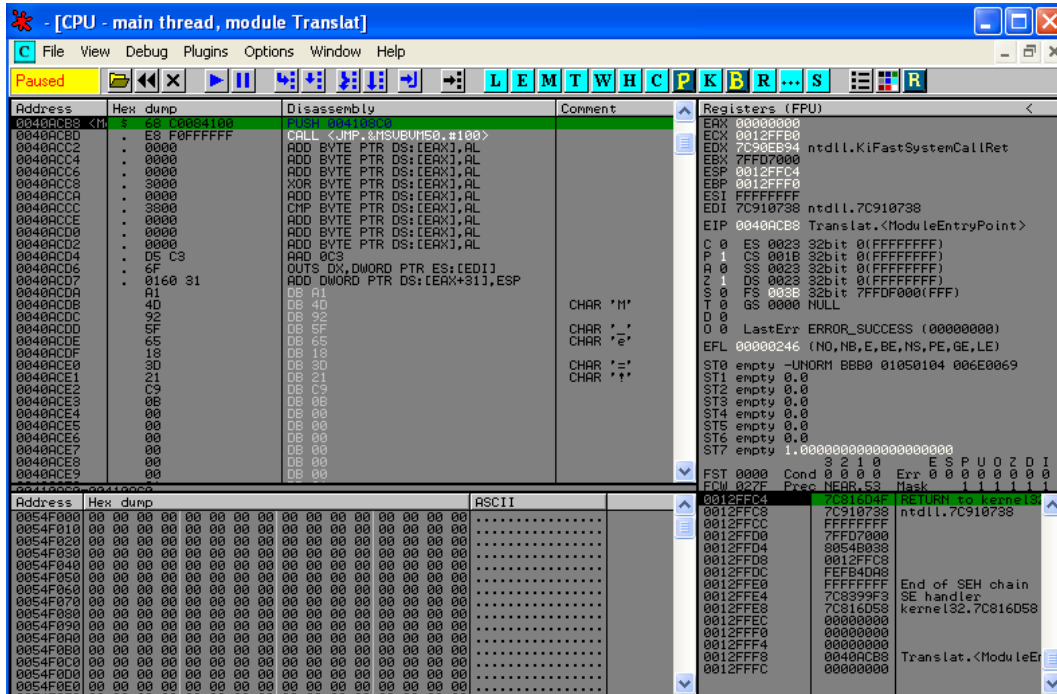 - [CPU - main thread, module Translat]
C File View Debug Plugins Options Window Help
Paused L E M T W H C P K B R ... S R
Address Hex dump Disassembly Comment
0040ACB8 <M. $ 68 C0084100 PUSH 004108C0
0040ACBD . E8 F0FFFFFF CALL <JMP.&MSVBVM50.#100>
0040ACC2 . 0000 ADD BYTE PTR DS:[EAX],AL
0040ACC4 . 0000 ADD BYTE PTR DS:[EAX],AL
0040ACC6 . 0000 ADD BYTE PTR DS:[EAX],AL
0040ACC8 . 3000 XOR BYTE PTR DS:[EAX],AL
0040ACCA . 0000 ADD BYTE PTR DS:[EAX],AL
0040ACCC . 3800 CMP BYTE PTR DS:[EAX],AL
0040ACCE . 0000 ADD BYTE PTR DS:[EAX],AL
0040ACD0 . 0000 ADD BYTE PTR DS:[EAX],AL
0040ACD2 . 0000 ADD BYTE PTR DS:[EAX],AL
0040ACD4 . D5 C3 AAD 0C3
0040ACD6 . 6F OUTS DX,DWORD PTR ES:[EDI]
0040ACD7 . 0160 31 ADD DWORD PTR DS:[EAX+31],ESP
0040ACDA A1 DB A1
0040ACDB 4D DB 4D CHAR 'M'
0040ACDC 92 DB 92
0040ACDD 5F DB 5F CHAR '_'
0040ACDE 65 DB 65 CHAR 'e'
0040ACDF 18 DB 18
0040ACE0 3D DB 3D CHAR '='
0040ACE1 21 DB 21 CHAR '!'
0040ACE2 C9 DB C9
0040ACE3 0B DB 0B
0040ACE4 00 DB 00
0040ACE5 00 DB 00
0040ACE6 00 DB 00
0040ACE7 00 DB 00
0040ACE8 00 DB 00
0040ACE9 00 DB 00
Registers (FPU) <
EAX 00000000
ECX 0012FFB0
EDX 7C90EB94 ntdll.KiFastSystemCallRet
EBX 7FFD7000
ESP 0012FFC4
EBP 0012FFF0
ESI FFFFFFFF
EDI 7C910738 ntdll.7C910738
EIP 0040ACB8 Translat.<ModuleEntryPoint>
C 0 ES 0023 32bit 0(FFFFFFFF)
P 1 CS 001B 32bit 0(FFFFFFFF)
A 0 SS 0023 32bit 0(FFFFFFFF)
Z 1 DS 0023 32bit 0(FFFFFFFF)
S 0 FS 003B 32bit 7FFDF000(FFF)
T 0 GS 0000 NULL
D 0
O 0 LastErr ERROR_SUCCESS (00000000)
EFL 00000246 (NO,NB,E,BE,NS,PE,GE,LE)
ST0 empty -UNORM BBB0 01050104 006E0069
ST1 empty 0.0
ST2 empty 0.0
ST3 empty 0.0
ST4 empty 0.0
ST5 empty 0.0
ST6 empty 0.0
ST7 empty 1.0000000000000000000
3 2 1 0 E S P U O Z D I
FST 0000 Cond 0 0 0 0 Err 0 0 0 0 0 0 0 0
FCW 027F Prec NEAR,53 Mask 1 1 1 1 1 1
Address Hex dump ASCII
0054F000 00 00 00 00 00 00 00 00 00 00 00 00 00 00 00 00 ................
0054F010 00 00 00 00 00 00 00 00 00 00 00 00 00 00 00 00 ................
0054F020 00 00 00 00 00 00 00 00 00 00 00 00 00 00 00 00 ................
0054F030 00 00 00 00 00 00 00 00 00 00 00 00 00 00 00 00 ................
0054F040 00 00 00 00 00 00 00 00 00 00 00 00 00 00 00 00 ................
0054F050 00 00 00 00 00 00 00 00 00 00 00 00 00 00 00 00 ................
0054F060 00 00 00 00 00 00 00 00 00 00 00 00 00 00 00 00 ................
0054F070 00 00 00 00 00 00 00 00 00 00 00 00 00 00 00 00 ................
0054F080 00 00 00 00 00 00 00 00 00 00 00 00 00 00 00 00 ................
0054F090 00 00 00 00 00 00 00 00 00 00 00 00 00 00 00 00 ................
0054F0A0 00 00 00 00 00 00 00 00 00 00 00 00 00 00 00 00 ................
0054F0B0 00 00 00 00 00 00 00 00 00 00 00 00 00 00 00 00 ................
0054F0C0 00 00 00 00 00 00 00 00 00 00 00 00 00 00 00 00 ................
0054F0D0 00 00 00 00 00 00 00 00 00 00 00 00 00 00 00 00 ................
0054F0E0 00 00 00 00 00 00 00 00 00 00 00 00 00 00 00 00 ................
0012FFC4 7C816D4F RETURN to kernel32
0012FFC8 7C910738 ntdll.7C910738
0012FFCC FFFFFFFF
0012FFD0 7FFD7000
0012FFD4 8054B038
0012FFD8 0012FFC8
0012FFDC FEFB4DA8
0012FFE0 FFFFFFFF End of SEH chain
0012FFE4 7C8399F3 SE handler
0012FFE8 7C816D58 kernel32.7C816D58
0012FFEC 00000000
0012FFF0 00000000
0012FFF4 00000000
0012FFF8 0040ACB8 Translat.<ModuleEn
0012FFFC 00000000